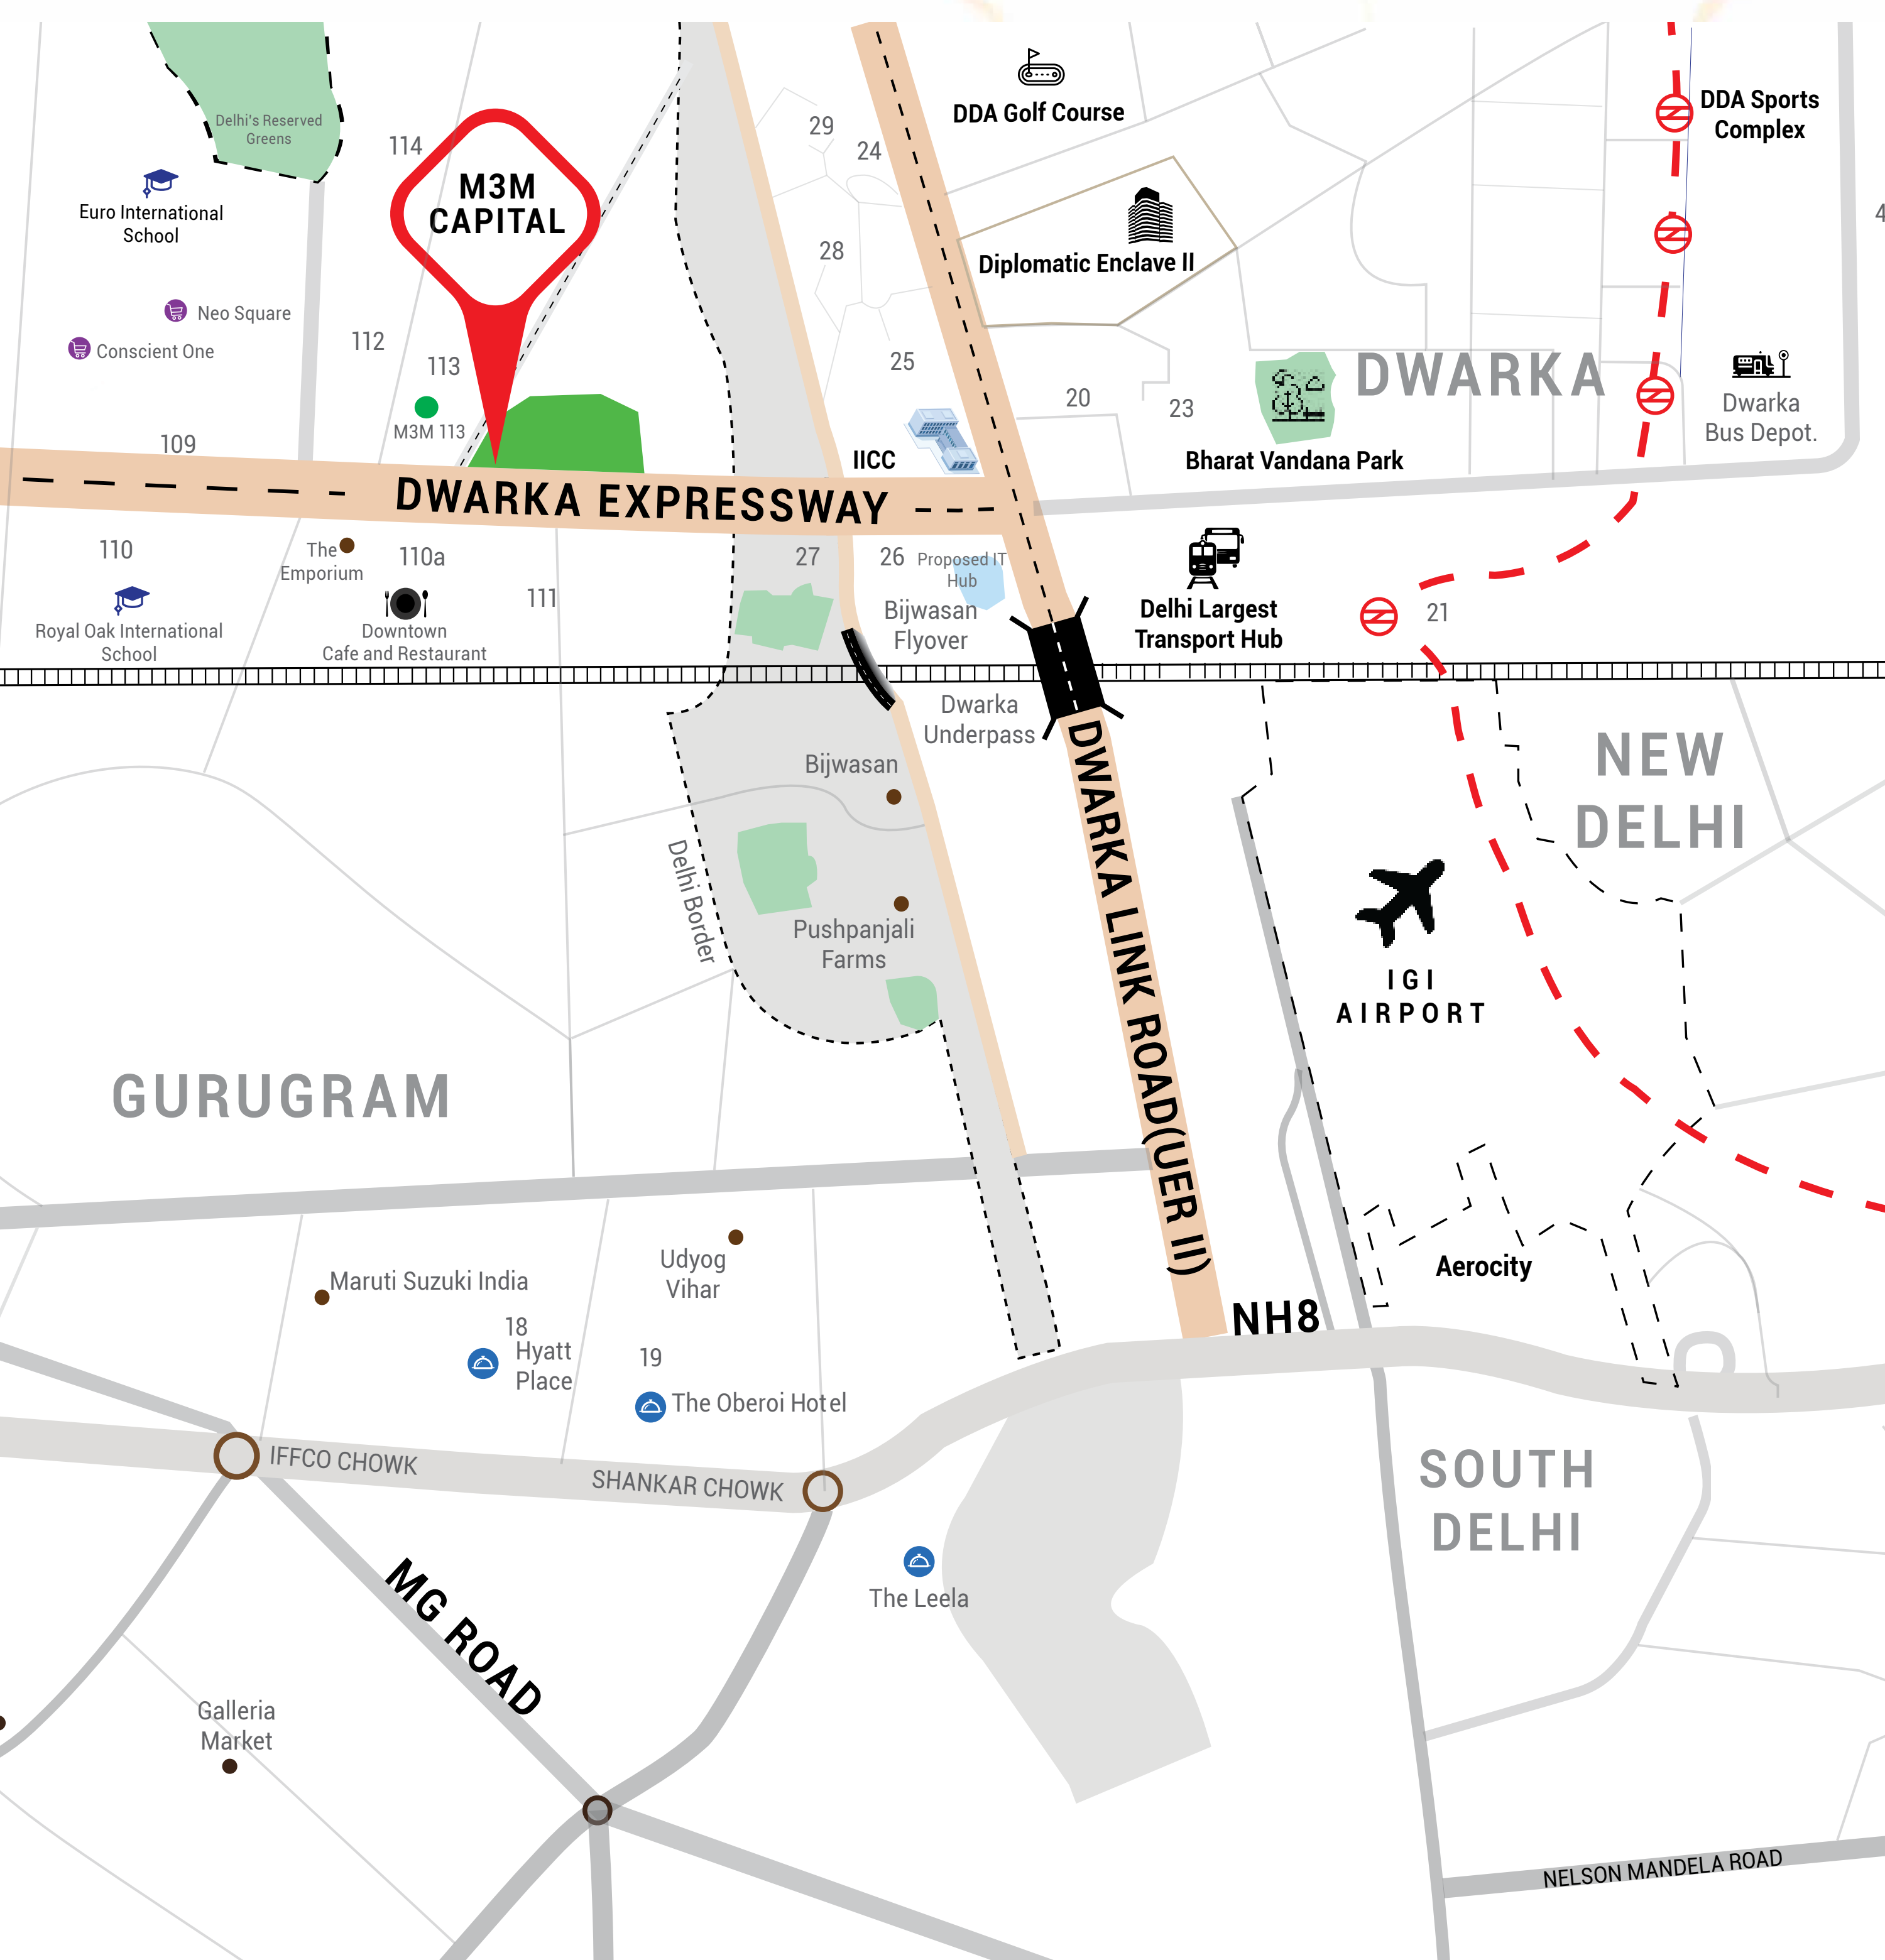 DDA Golf Course
DDA Sports
Complex
Delhi's Reserved
Greens
29
24
114
M3M
CAPITAL
Euro International
School
4
28
Diplomatic Enclave II
Neo Square
Conscient One
112
113
25
DWARKA
20
23
Dwarka
Bus Depot.
M3M 113
109
IICC
Bharat Vandana Park
DWARKA EXPRESSWAY
110
The
Emporium
110a
27
26
Proposed IT
Hub
111
Bijwasan
Flyover
Delhi Largest
Transport Hub
21
Royal Oak International
School
Downtown
Cafe and Restaurant
Dwarka
Underpass
NEW
DELHI
Bijwasan
DWARKA LINK ROAD(UER II)
Delhi Border
Pushpanjali
Farms
IGI
AIRPORT
GURUGRAM
Udyog
Vihar
Maruti Suzuki India
Aerocity
NH8
18
Hyatt
Place
19
The Oberoi Hotel
IFFCO CHOWK
SHANKAR CHOWK
SOUTH
DELHI
The Leela
MG ROAD
Galleria
Market
NELSON MANDELA ROAD